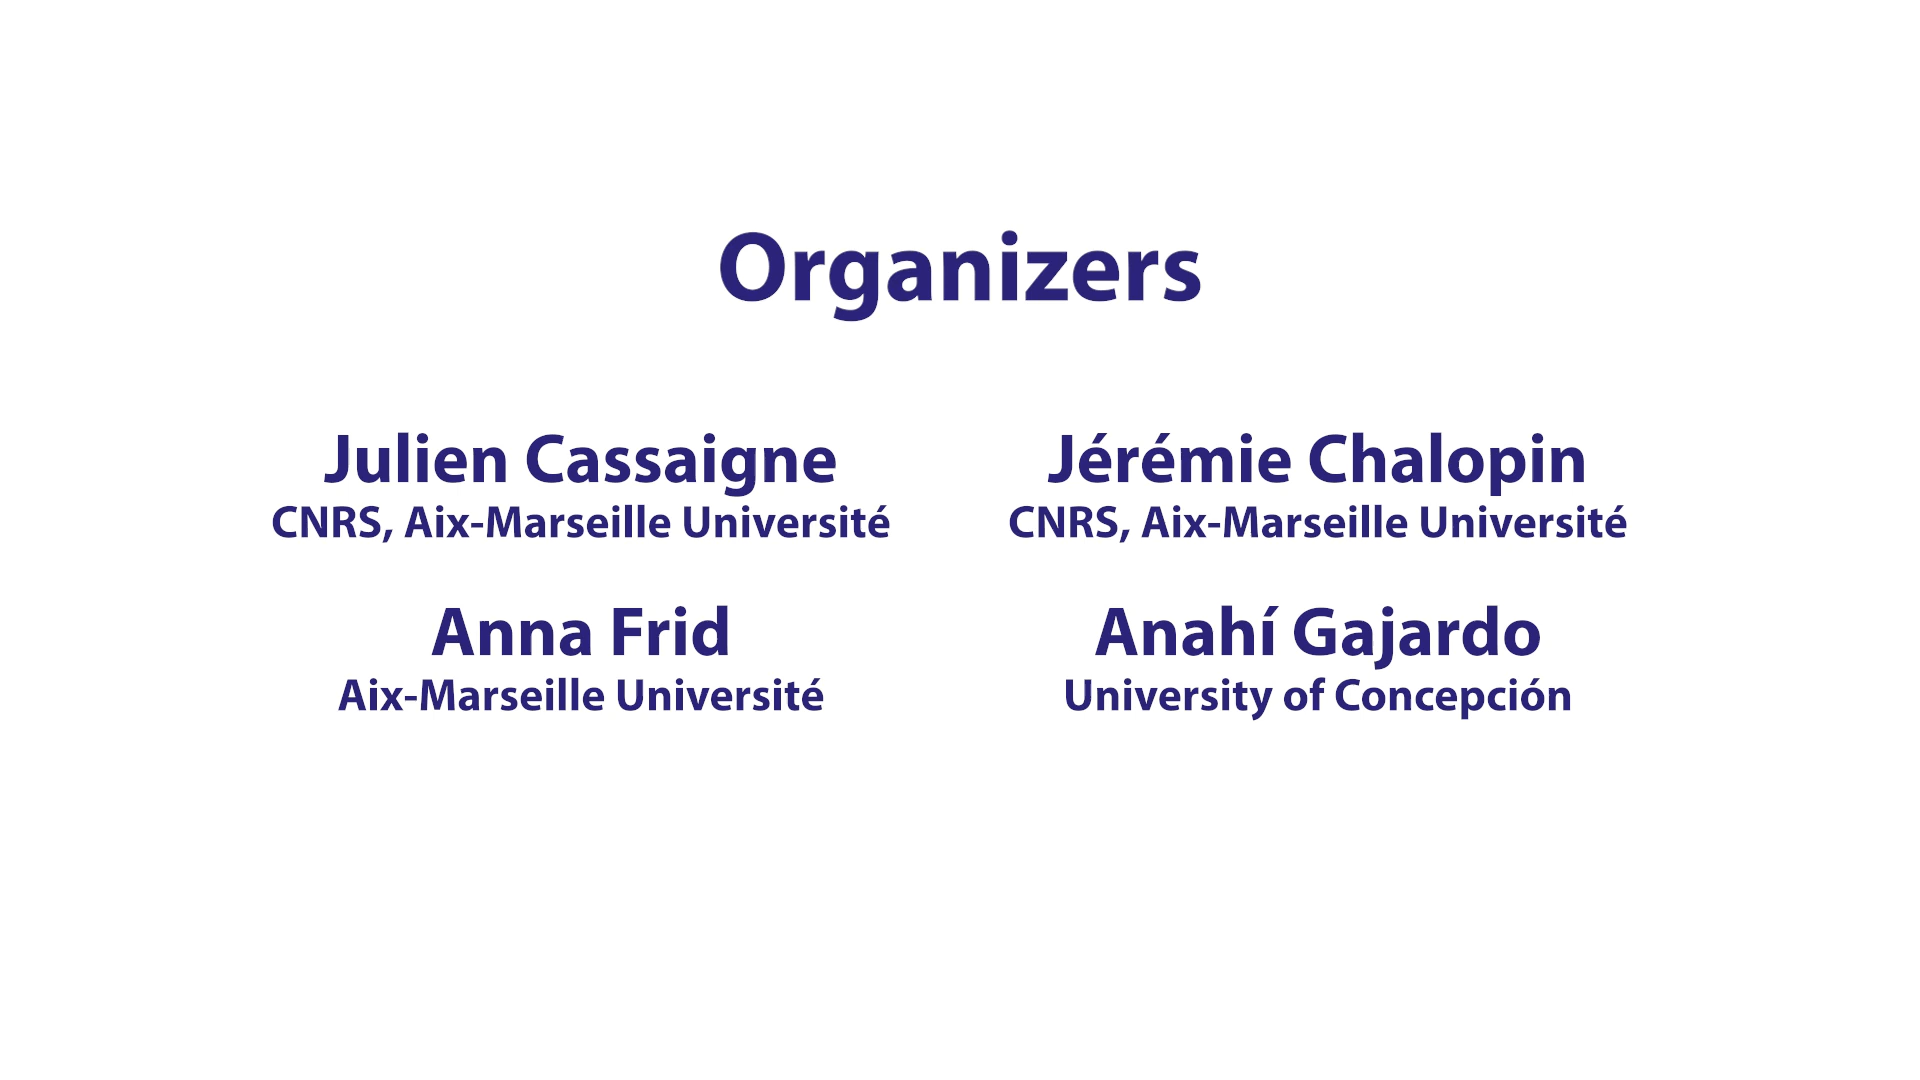 Organizers
Julien Cassaigne
CNRS, Aix-Marseille Université
Jérémie Chalopin
CNRS, Aix-Marseille Université
Anna Frid
Aix-Marseille Université
Anahí Gajardo
University of Concepción